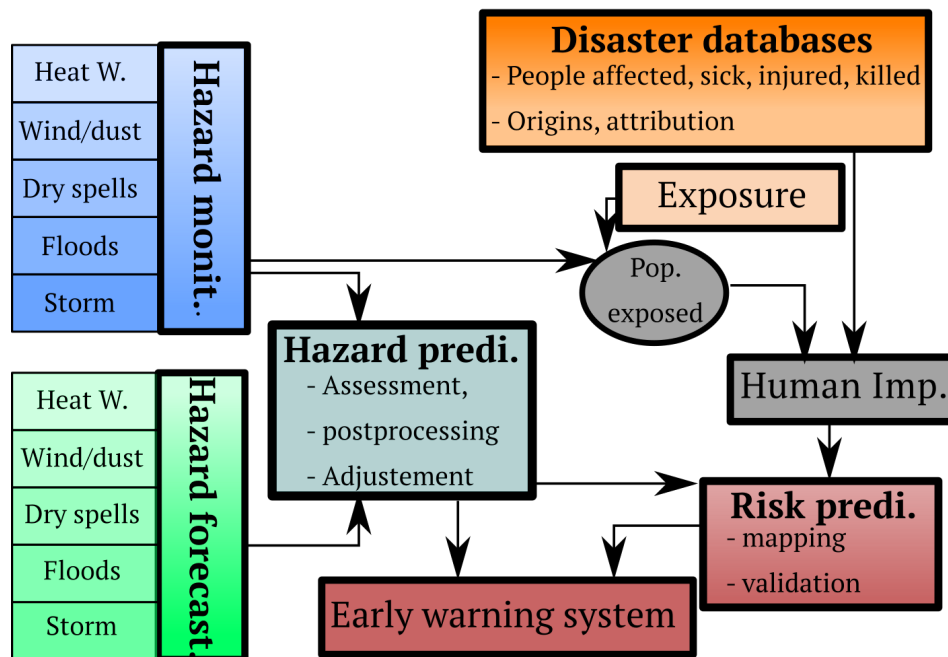 Heat W.
Wind/dust
Dry spells
Floods
Storm
Hazard monit..
Disaster databases
- People affected, sick, injured, killed
- Origins, attribution
Exposure
Pop.
exposed
Hazard predi.
- Assessment,
- postprocessing
- Adjustement
Human Imp.
Heat W.
Wind/dust
Dry spells
Floods
Storm
Hazard forecast.
Risk predi.
- mapping
- validation
Early warning system